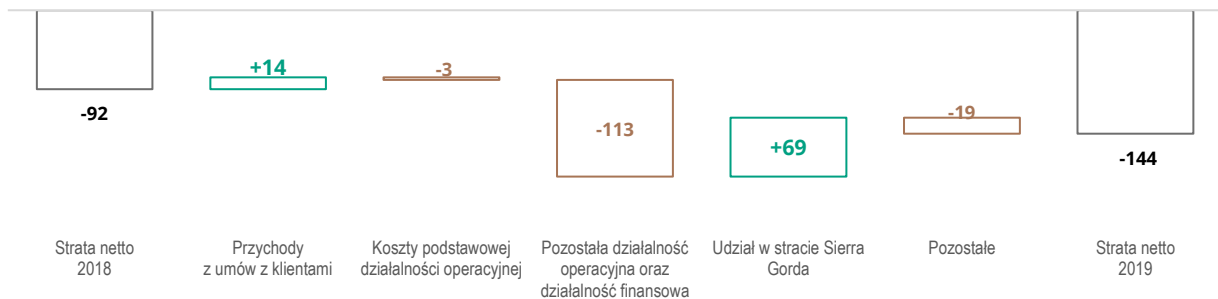 +14
-3
-92
-113
+69
-19
-144
Strata netto
2018
Przychody
z umów z klientami
Koszty podstawowej
działalności operacyjnej
Pozostała działalność
operacyjna oraz
działalność finansowa
Udział w stracie Sierra
Gorda
Pozostałe
Strata netto
2019